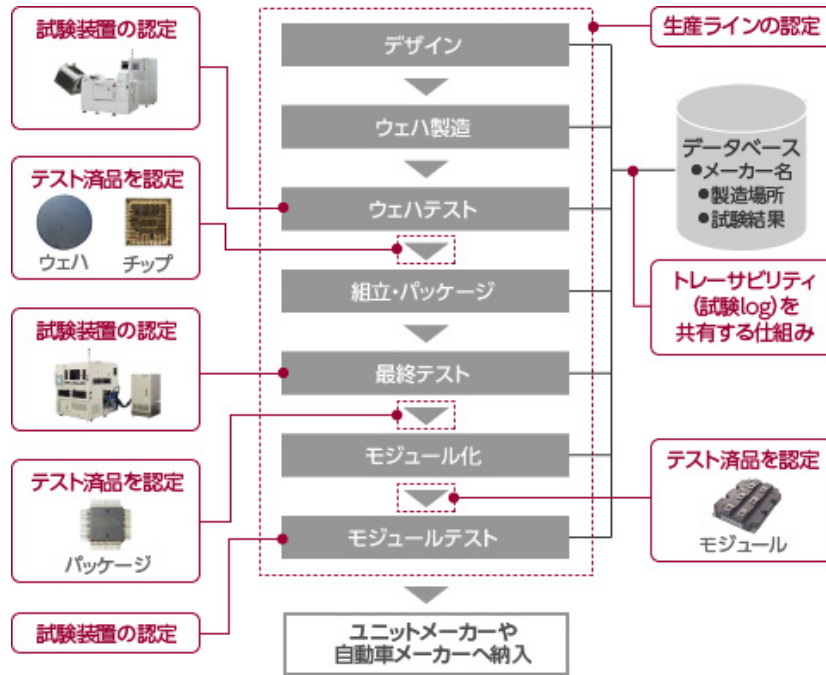 試験装置の認定
テスト済品を認定
ウェハ チップ
試験装置の認定
テスト済品を認定
パッケージ
試験装置の認定
デザイン
ウェハ製造
ウェハテスト
組立・パッケージ
最終テスト
モジュール化
モジュールテスト
ユニットメーカーや
自動車メーカーへ納入
生産ラインの認定
データベース
●メーカー名
●製造場所
●試験結果
トレーサビリティ
(試験log)を
共有する仕組み
テスト済品を認定
モジュール